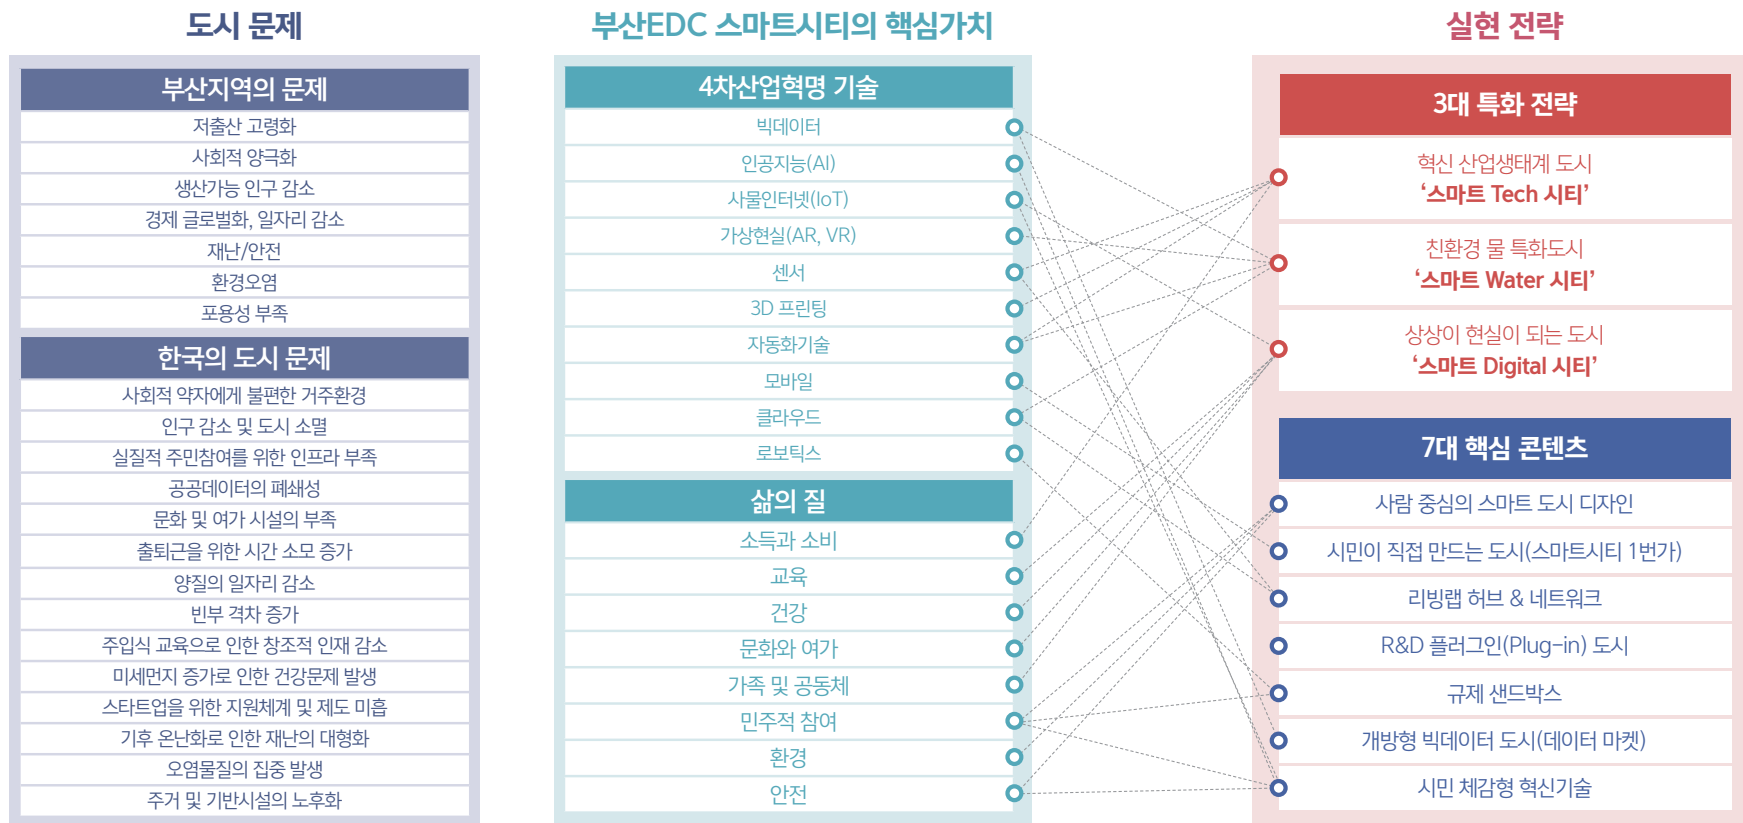 도시 문제
부산지역의 문제
저출산 고령화
사회적 양극화
생산가능 인구 감소
경제 글로벌화, 일자리 감소
재난/안전
환경오염
포용성 부족
한국의 도시 문제
사회적 약자에게 불편한 거주환경
인구 감소 및 도시 소멸
실질적 주민참여를 위한 인프라 부족
공공데이터의 폐쇄성
문화 및 여가 시설의 부족
출퇴근을 위한 시간 소모 증가
양질의 일자리 감소
빈부 격차 증가
주입식 교육으로 인한 창조적 인재 감소
미세먼지 증가로 인한 건강문제 발생
스타트업을 위한 지원체계 및 제도 미흡
기후 온난화로 인한 재난의 대형화
오염물질의 집중 발생
주거 및 기반시설의 노후화
부산EDC 스마트시티의 핵심가치
4차산업혁명 기술
빅데이터
인공지능(AI)
사물인터넷(IoT)
가상현실(AR, VR)
센서
3D 프린팅
자동화기술
모바일
클라우드
로보틱스
삶의 질
소득과 소비
교육
건강
문화와 여가
가족 및 공동체
민주적 참여
환경
안전
실현 전략
3대 특화 전략
혁신 산업생태계 도시
‘스마트 Tech 시티’
친환경 물 특화도시
‘스마트 Water 시티’
상상이 현실이 되는 도시
‘스마트 Digital 시티’
7대 핵심 콘텐츠
사람 중심의 스마트 도시 디자인
시민이 직접 만드는 도시(스마트시티 1번가)
리빙랩 허브 & 네트워크
R&D 플러그인(Plug-in) 도시
규제 샌드박스
개방형 빅데이터 도시(데이터 마켓)
시민 체감형 혁신기술